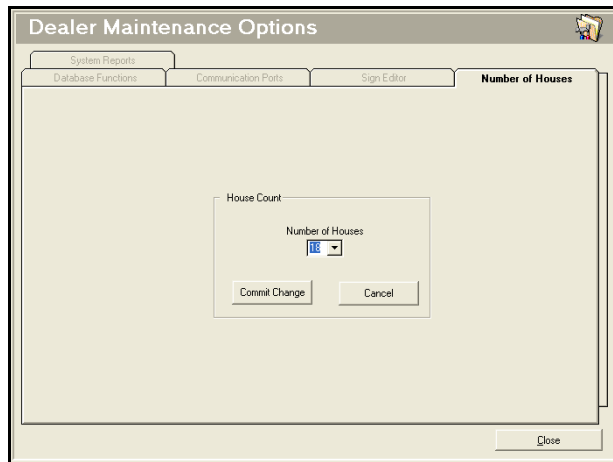 Dealer Maintenance Options
System Reports
Database Functions Communication Ports Sign Editor Number of Houses
House Count
Number of Houses
18
Commit Change Cancel
Close